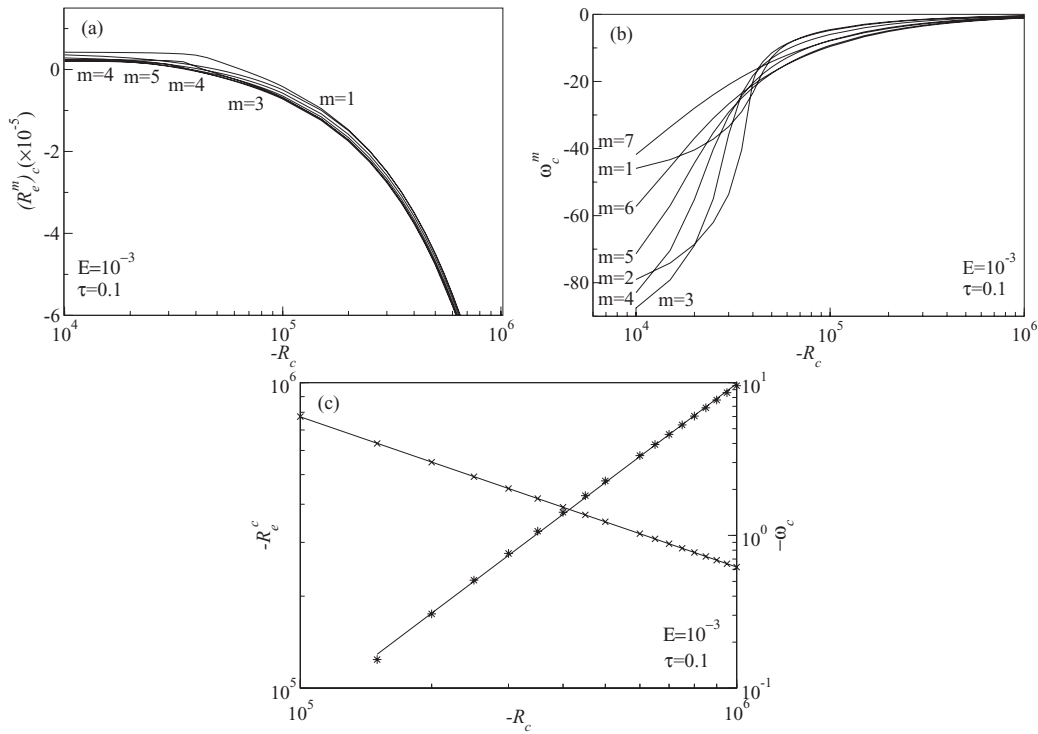 (a)
0
-2
-4
-6
(R_e^m)_c (×10^-5)
m=4
m=5
m=4
m=3
m=1
E=10^-3
τ=0.1
10^4
10^5
10^6
-R_c
(b)
0
-20
-40
-60
-80
ω_c^m
m=7
m=1
m=6
m=5
m=2
m=4
m=3
E=10^-3
τ=0.1
10^4
10^5
10^6
-R_c
(c)
10^6
10^5
-R_e^c
10^1
10^0
10^-1
-ω_c
E=10^-3
τ=0.1
10^5
10^6
-R_c